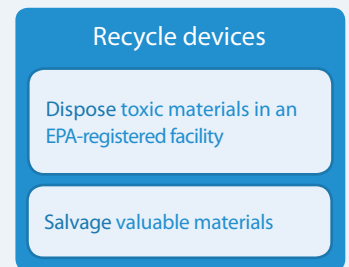 Recycle devices
Dispose toxic materials in an
EPA-registered facility
Salvage valuable materials